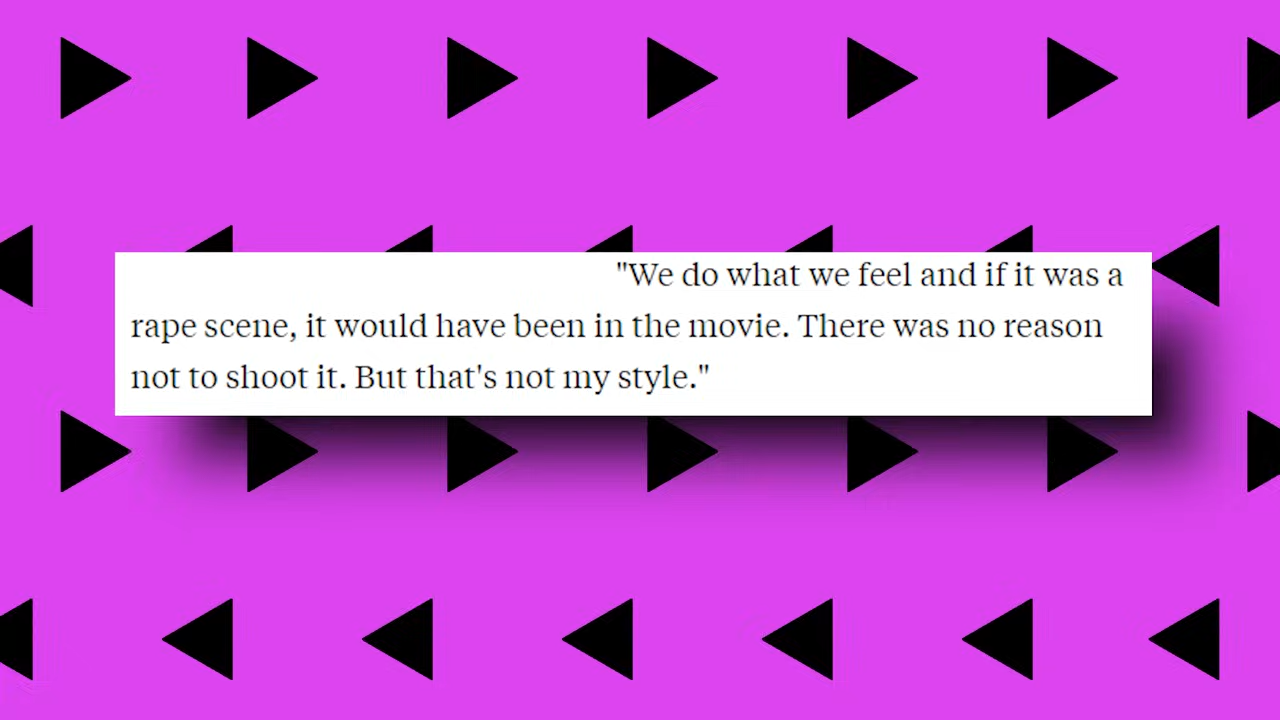 "We do what we feel and if it was a
rape scene, it would have been in the movie. There was no reason
not to shoot it. But that's not my style."